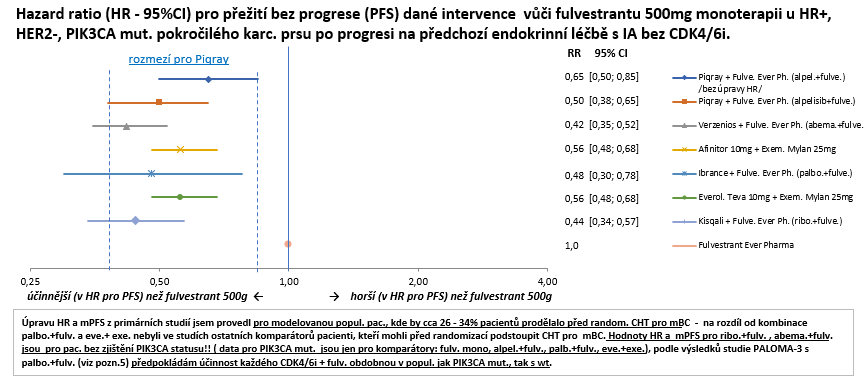 Hazard ratio (HR - 95%CI) pro přežití bez progrese (PFS) dané intervence vůči fulvestrantu 500mg monoterapii u HR+,
HER2-, PIK3CA mut. pokročilého karc. prsu po progresi na předchozí endokrinní léčbě s IA bez CDK4/6i.
rozmezí pro Piqray
RR 95% CI
0,65 [0,50; 0,85] Piqray + Fulve. Ever Ph. (alpel.+fulve.)
/bez úpravy HR/
0,50 [0,38; 0,65] Piqray + Fulve. Ever Ph. (alpelisib+fulve.)
0,42 [0,35; 0,52] Verzenios + Fulve. Ever Ph. (abema.+fulve.
0,56 [0,48; 0,68] Afinitor 10mg + Exem. Mylan 25mg
0,48 [0,30; 0,78] Ibrance + Fulve. Ever Ph. (palbo.+fulve.)
0,56 [0,48; 0,68] Everol. Teva 10mg + Exem. Mylan 25mg
0,44 [0,34; 0,57] Kisqali + Fulve. Ever Ph. (ribo.+fulve.)
1,0 Fulvestrant Ever Pharma
0,25 0,50 1,00 2,00 4,00
účinnější (v HR pro PFS) než fulvestrant 500g ← → horší (v HR pro PFS) než fulvestrant 500g
Úpravu HR a mPFS z primárních studií jsem provedl pro modelovanou popul. pac., kde by cca 26 - 34% pacientů prodělalo před random. CHT pro mBC - na rozdíl od kombinace
palbo.+fulv. a eve.+ exe. nebyli ve studích ostatních komparátorů pacienti, kteří mohli před randomizací podstoupit CHT pro mBC. Hodnoty HR a mPFS pro ribo.+fulv. , abema.+fulv.
jsou pro pac. bez zjištění PIK3CA statusu!! ( data pro PIK3CA mut. jsou jen pro komparátory: fulv. mono, alpel.+fulv., palb.+fulv., eve.+exe.), podle výsledků studie PALOMA-3 s
palbo.+fulv. (viz pozn.5) předpokládám účinnost každého CDK4/6i + fulv. obdobnou v popul. jak PIK3CA mut., tak s wt.